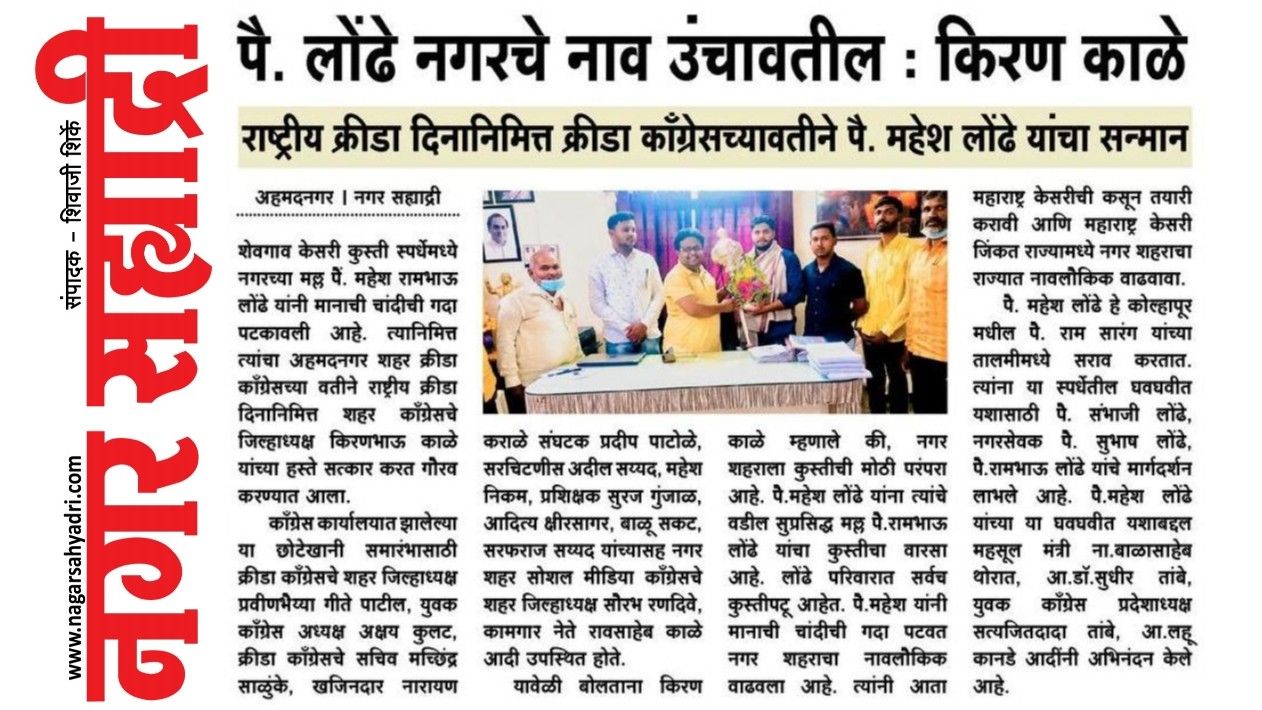 नगर सह्याद्री
संपादक - शिवाजी शिर्के
www.nagarsahyadri.com
पै. लोंढे नगरचे नाव उंचावतील : किरण काळे
राष्ट्रीय क्रीडा दिनानिमित्त क्रीडा काँग्रेसच्यावतीने पै. महेश लोंढे यांचा सन्मान
अहमदनगर । नगर सह्याद्री
शेवगाव केसरी कुस्ती स्पर्धेमध्ये
नगरच्या मल्ल पैं. महेश रामभाऊ
लोंढे यांनी मानाची चांदीची गदा
पटकावली आहे. त्यानिमित्त
त्यांचा अहमदनगर शहर क्रीडा
काँग्रेसच्या वतीने राष्ट्रीय क्रीडा
दिनानिमित्त शहर काँग्रेसचे
जिल्हाध्यक्ष किरणभाऊ काळे
यांच्या हस्ते सत्कार करत गौरव
करण्यात आला.
काँग्रेस कार्यालयात झालेल्या
या छोटेखानी समारंभासाठी
क्रीडा काँग्रेसचे शहर जिल्हाध्यक्ष
प्रवीणभैय्या गीते पाटील, युवक
काँग्रेस अध्यक्ष अक्षय कुलट,
क्रीडा काँग्रेसचे सचिव मच्छिंद्र
साळुंके, खजिनदार नारायण
कराळे संघटक प्रदीप पाटोळे,
सरचिटणीस अदील सय्यद, महेश
निकम, प्रशिक्षक सुरज गुंजाळ,
आदित्य क्षीरसागर, बाळू सकट,
सरफराज सय्यद यांच्यासह नगर
शहर सोशल मीडिया काँग्रेसचे
शहर जिल्हाध्यक्ष सौरभ रणदिवे,
कामगार नेते रावसाहेब काळे
आदी उपस्थित होते.
यावेळी बोलताना किरण
काळे म्हणाले की, नगर
शहराला कुस्तीची मोठी परंपरा
आहे. पै.महेश लोंढे यांना त्यांचे
वडील सुप्रसिद्ध मल्ल पै.रामभाऊ
लोंढे यांचा कुस्तीचा वारसा
आहे. लोंढे परिवारात सर्वच
कुस्तीपटू आहेत. पै.महेश यांनी
मानाची चांदीची गदा पटवत
नगर शहराचा नावलौकिक
वाढवला आहे. त्यांनी आता
महाराष्ट्र केसरीची कसून तयारी
करावी आणि महाराष्ट्र केसरी
जिंकत राज्यामध्ये नगर शहराचा
राज्यात नावलौकिक वाढवावा.
पै. महेश लोंढे हे कोल्हापूर
मधील पै. राम सारंग यांच्या
तालमीमध्ये सराव करतात.
त्यांना या स्पर्धेतील घवघवीत
यशासाठी पै. संभाजी लोंढे,
नगरसेवक पै. सुभाष लोंढे,
पै.रामभाऊ लोंढे यांचे मार्गदर्शन
लाभले आहे. पै.महेश लोंढे
यांच्या या घवघवीत यशाबद्दल
महसूल मंत्री ना.बाळासाहेब
थोरात, आ.डॉ.सुधीर तांबे,
युवक काँग्रेस प्रदेशाध्यक्ष
सत्यजितदादा तांबे, आ.लहू
कानडे आदींनी अभिनंदन केले
आहे.